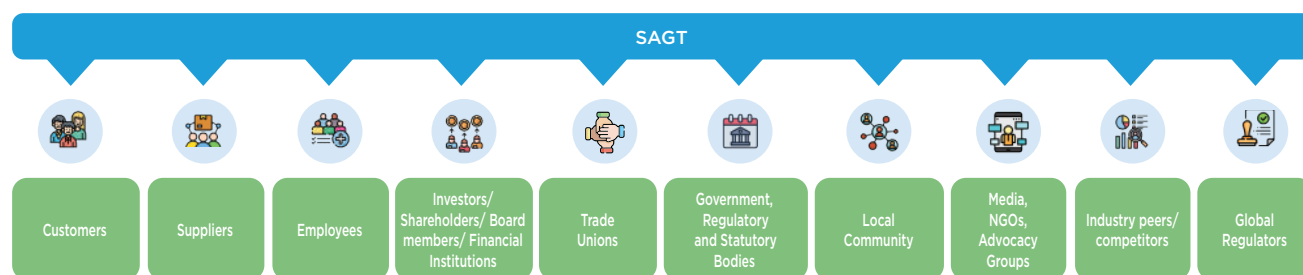 SAGT
Customers
Suppliers
Employees
Investors/
Shareholders/ Board
members/ Financial
Institutions
Trade
Unions
Government,
Regulatory
and Statutory
Bodies
Local
Community
Media,
NGOs,
Advocacy
Groups
Industry peers/
competitors
Global
Regulators